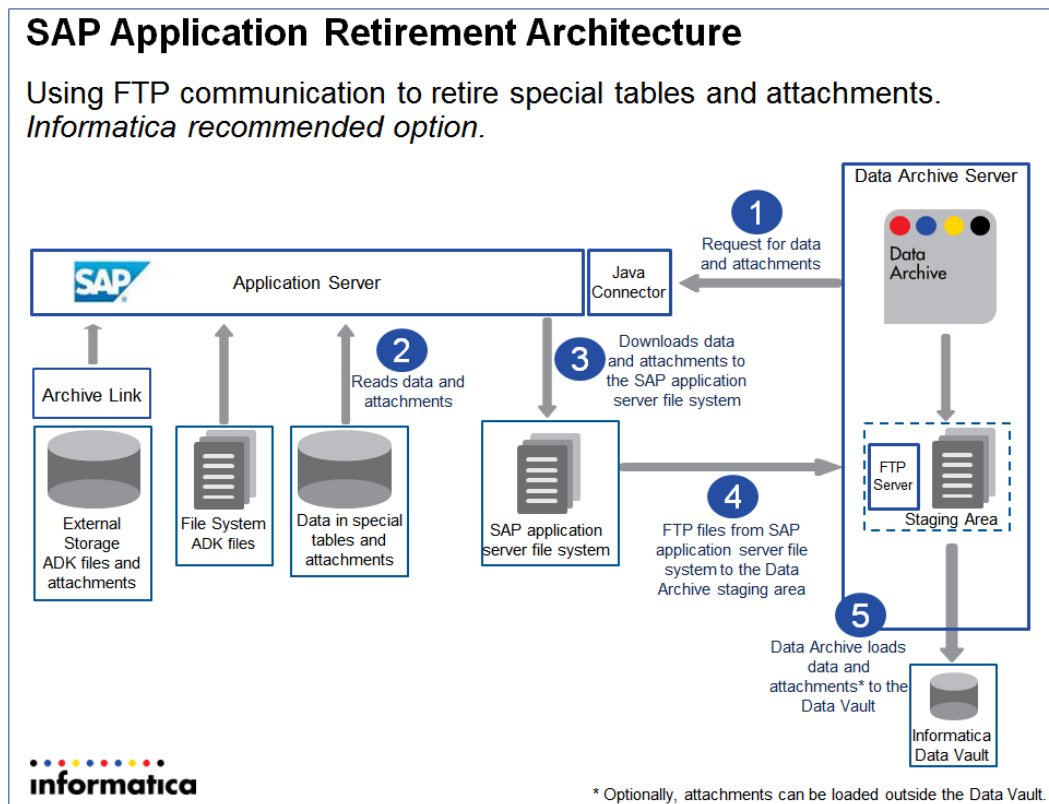 SAP Application Retirement Architecture
Using FTP communication to retire special tables and attachments.
Informatica recommended option.
Data Archive Server
1
Request for data
and attachments
Data
Archive
SAP
®
Application Server
Java
Connector
2
Reads data and
attachments
3
Downloads data
and attachments to
the SAP application
server file system
Archive Link
External
Storage
ADK files and
attachments
File System
ADK files
Data in special
tables and
attachments
SAP application
server file system
4
FTP files from SAP
application server file
system to the Data
Archive staging area
FTP
Server
Staging Area
5
Data Archive loads
data and
attachments* to the
Data Vault
Informatica
Data Vault
informatica
* Optionally, attachments can be loaded outside the Data Vault.